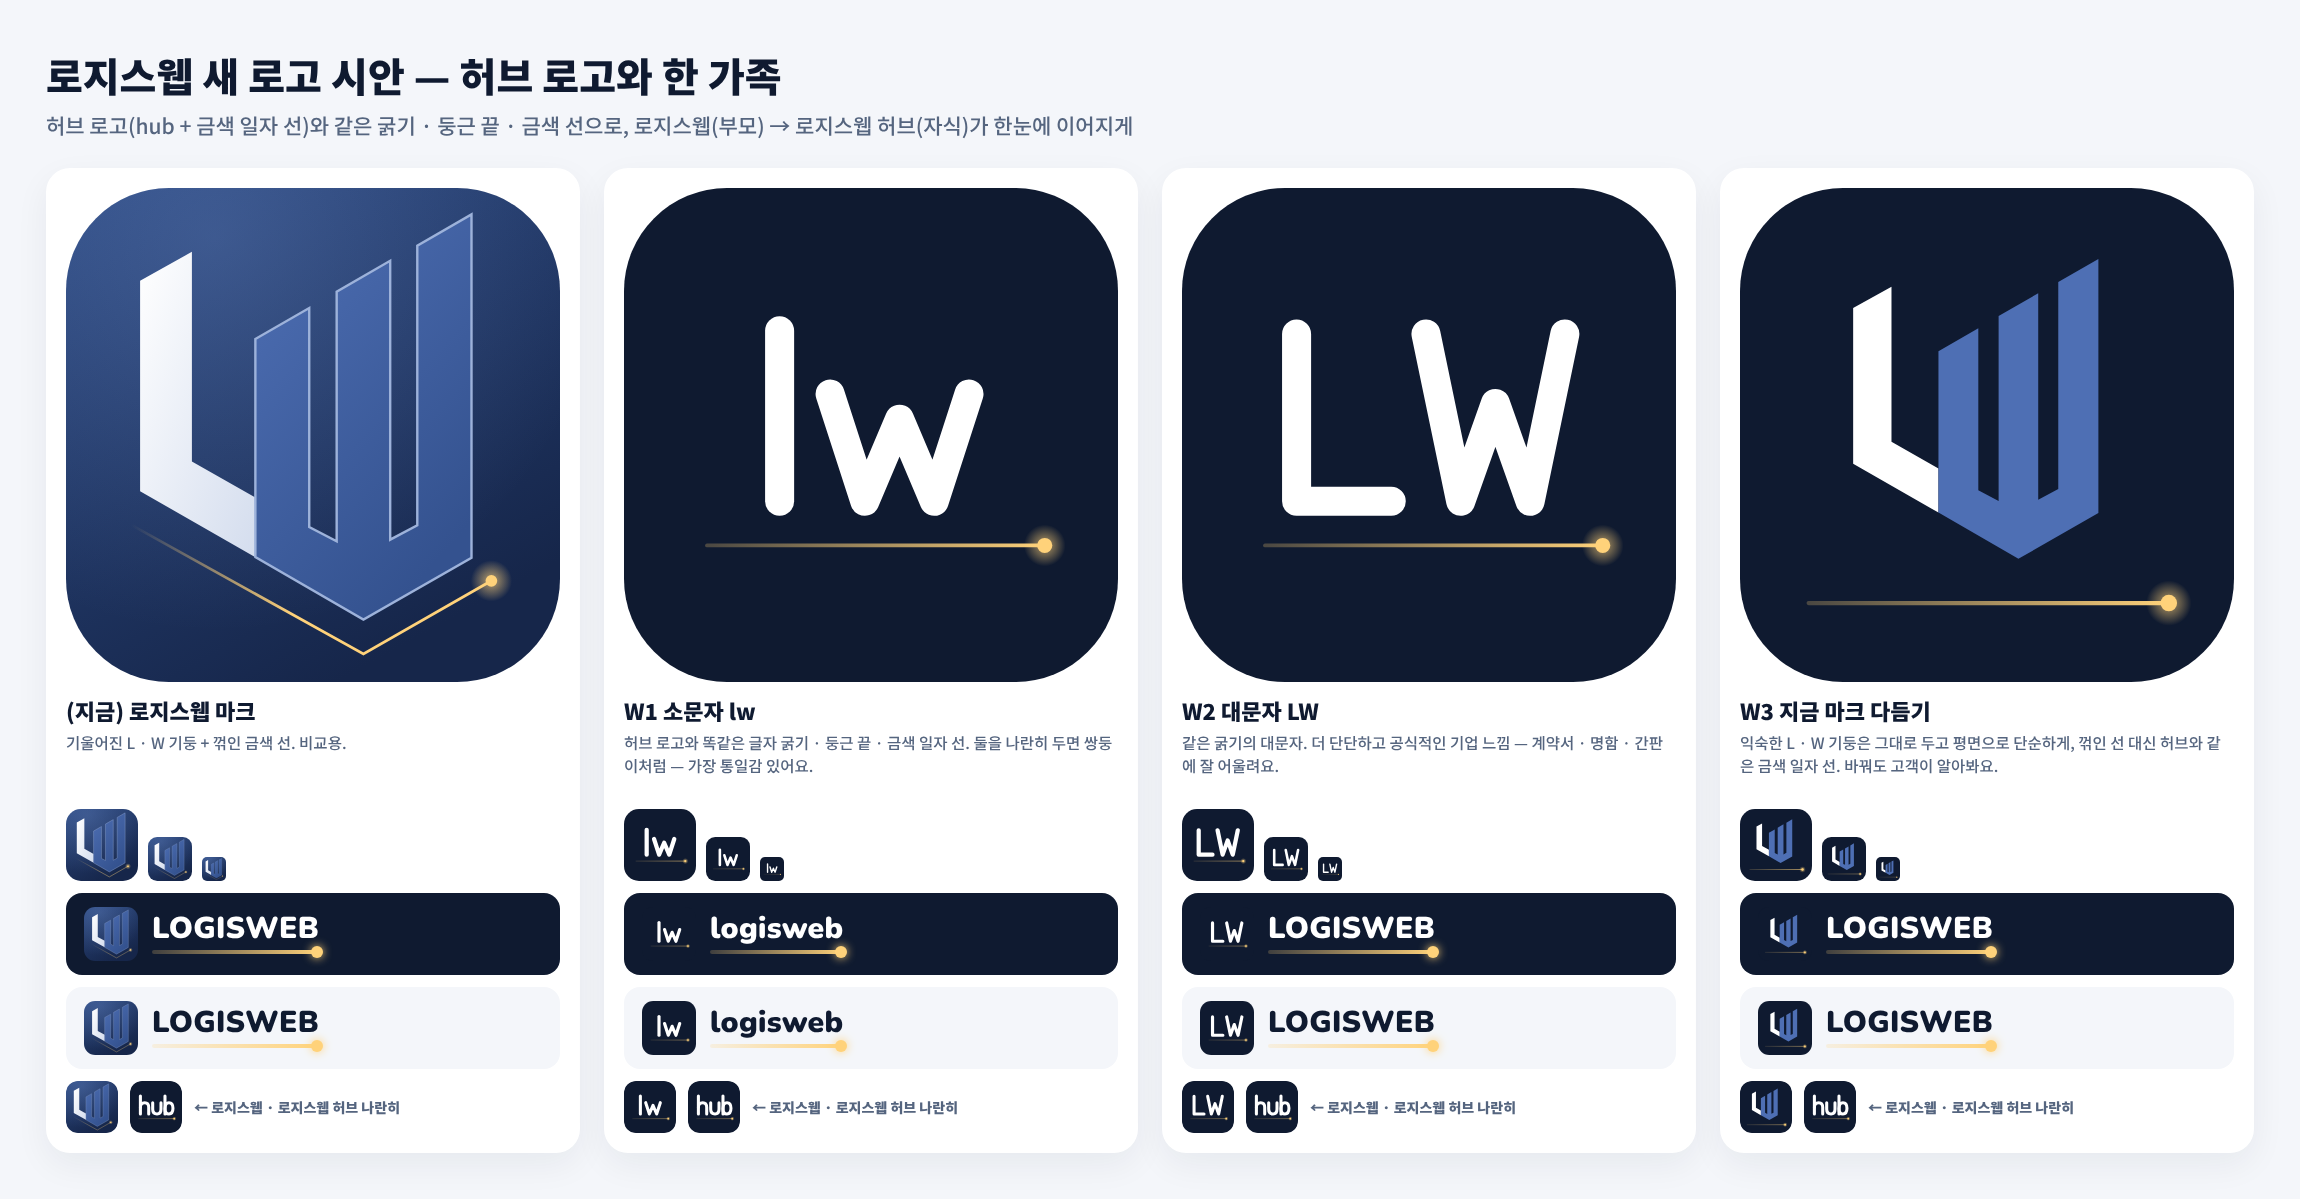 로지스웹 새 로고 시안 — 허브 로고와 한 가족
허브 로고(hub + 금색 일자 선)와 같은 굵기 · 둥근 끝 · 금색 선으로, 로지스웹(부모) → 로지스웹 허브(자식)가 한눈에 이어지게
LW
(지금) 로지스웹 마크
기울어진 L · W 기둥 + 꺾인 금색 선. 비교용.
LW
LW
LW
LW LOGISWEB
LW LOGISWEB
LW hub ← 로지스웹 · 로지스웹 허브 나란히
lw
W1 소문자 lw
허브 로고와 똑같은 글자 굵기 · 둥근 끝 · 금색 일자 선. 둘을 나란히 두면 쌍둥
이처럼 — 가장 통일감 있어요.
lw
lw
lw
lw logisweb
lw logisweb
lw hub ← 로지스웹 · 로지스웹 허브 나란히
LW
W2 대문자 LW
같은 굵기의 대문자. 더 단단하고 공식적인 기업 느낌 — 계약서 · 명함 · 간판
에 잘 어울려요.
LW
LW
LW
LW LOGISWEB
LW LOGISWEB
LW hub ← 로지스웹 · 로지스웹 허브 나란히
LW
W3 지금 마크 다듬기
익숙한 L · W 기둥은 그대로 두고 평면으로 단순하게, 꺾인 선 대신 허브와 같
은 금색 일자 선. 바꿔도 고객이 알아봐요.
LW
LW
LW
LW LOGISWEB
LW LOGISWEB
LW hub ← 로지스웹 · 로지스웹 허브 나란히